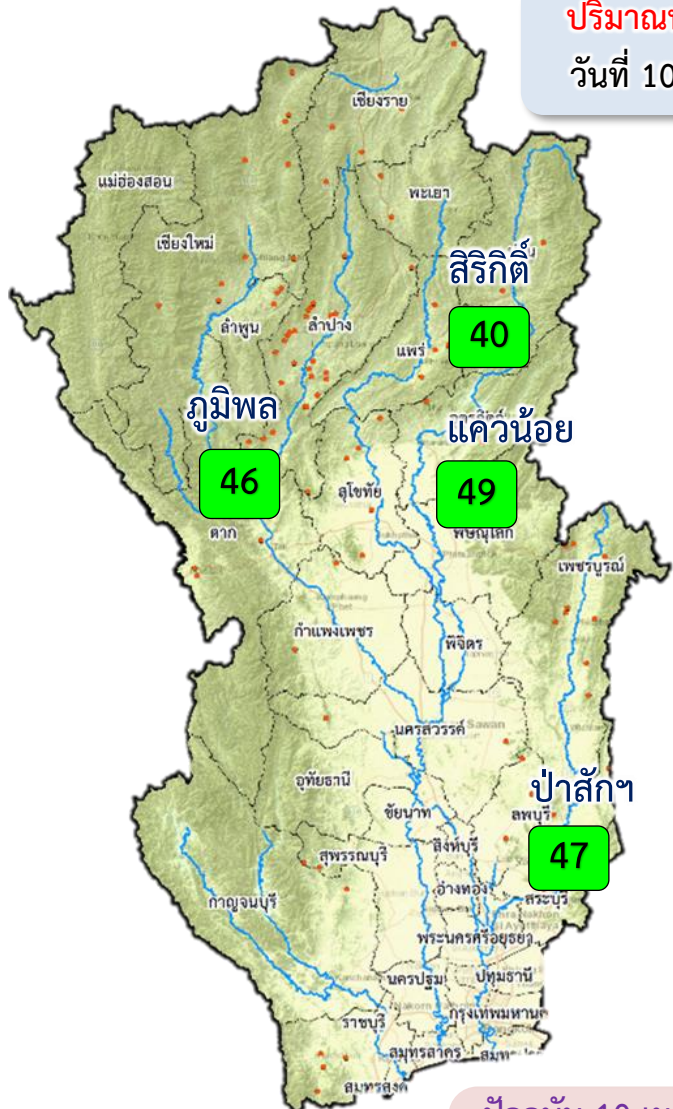 วันที่ 10
เชียงราย
แม่ฮ่องสอน
พะเยา
เชียงใหม่
สิริกิติ์
40
ลำพูน
ลำปาง
แพร่
ภูมิพล
46
แควน้อย
49
สุโขทัย
ตาก
พิษณุโลก
เพชรบูรณ์
กำแพงเพชร
พิจิตร
นครสวรรค์
Sawan
อุทัยธานี
ป่าสักฯ
47
ชัยนาท
ลพบุรี
สิงห์บุรี
สุพรรณบุรี
อ่างทอง
สระบุรี
กาญจนบุรี
พระนครศรีอยุธยา
นครปฐม
ปทุมธานี
ราชบุรี
กรุงเทพมหานค
สมุทรสาคร
สมุทรสงค